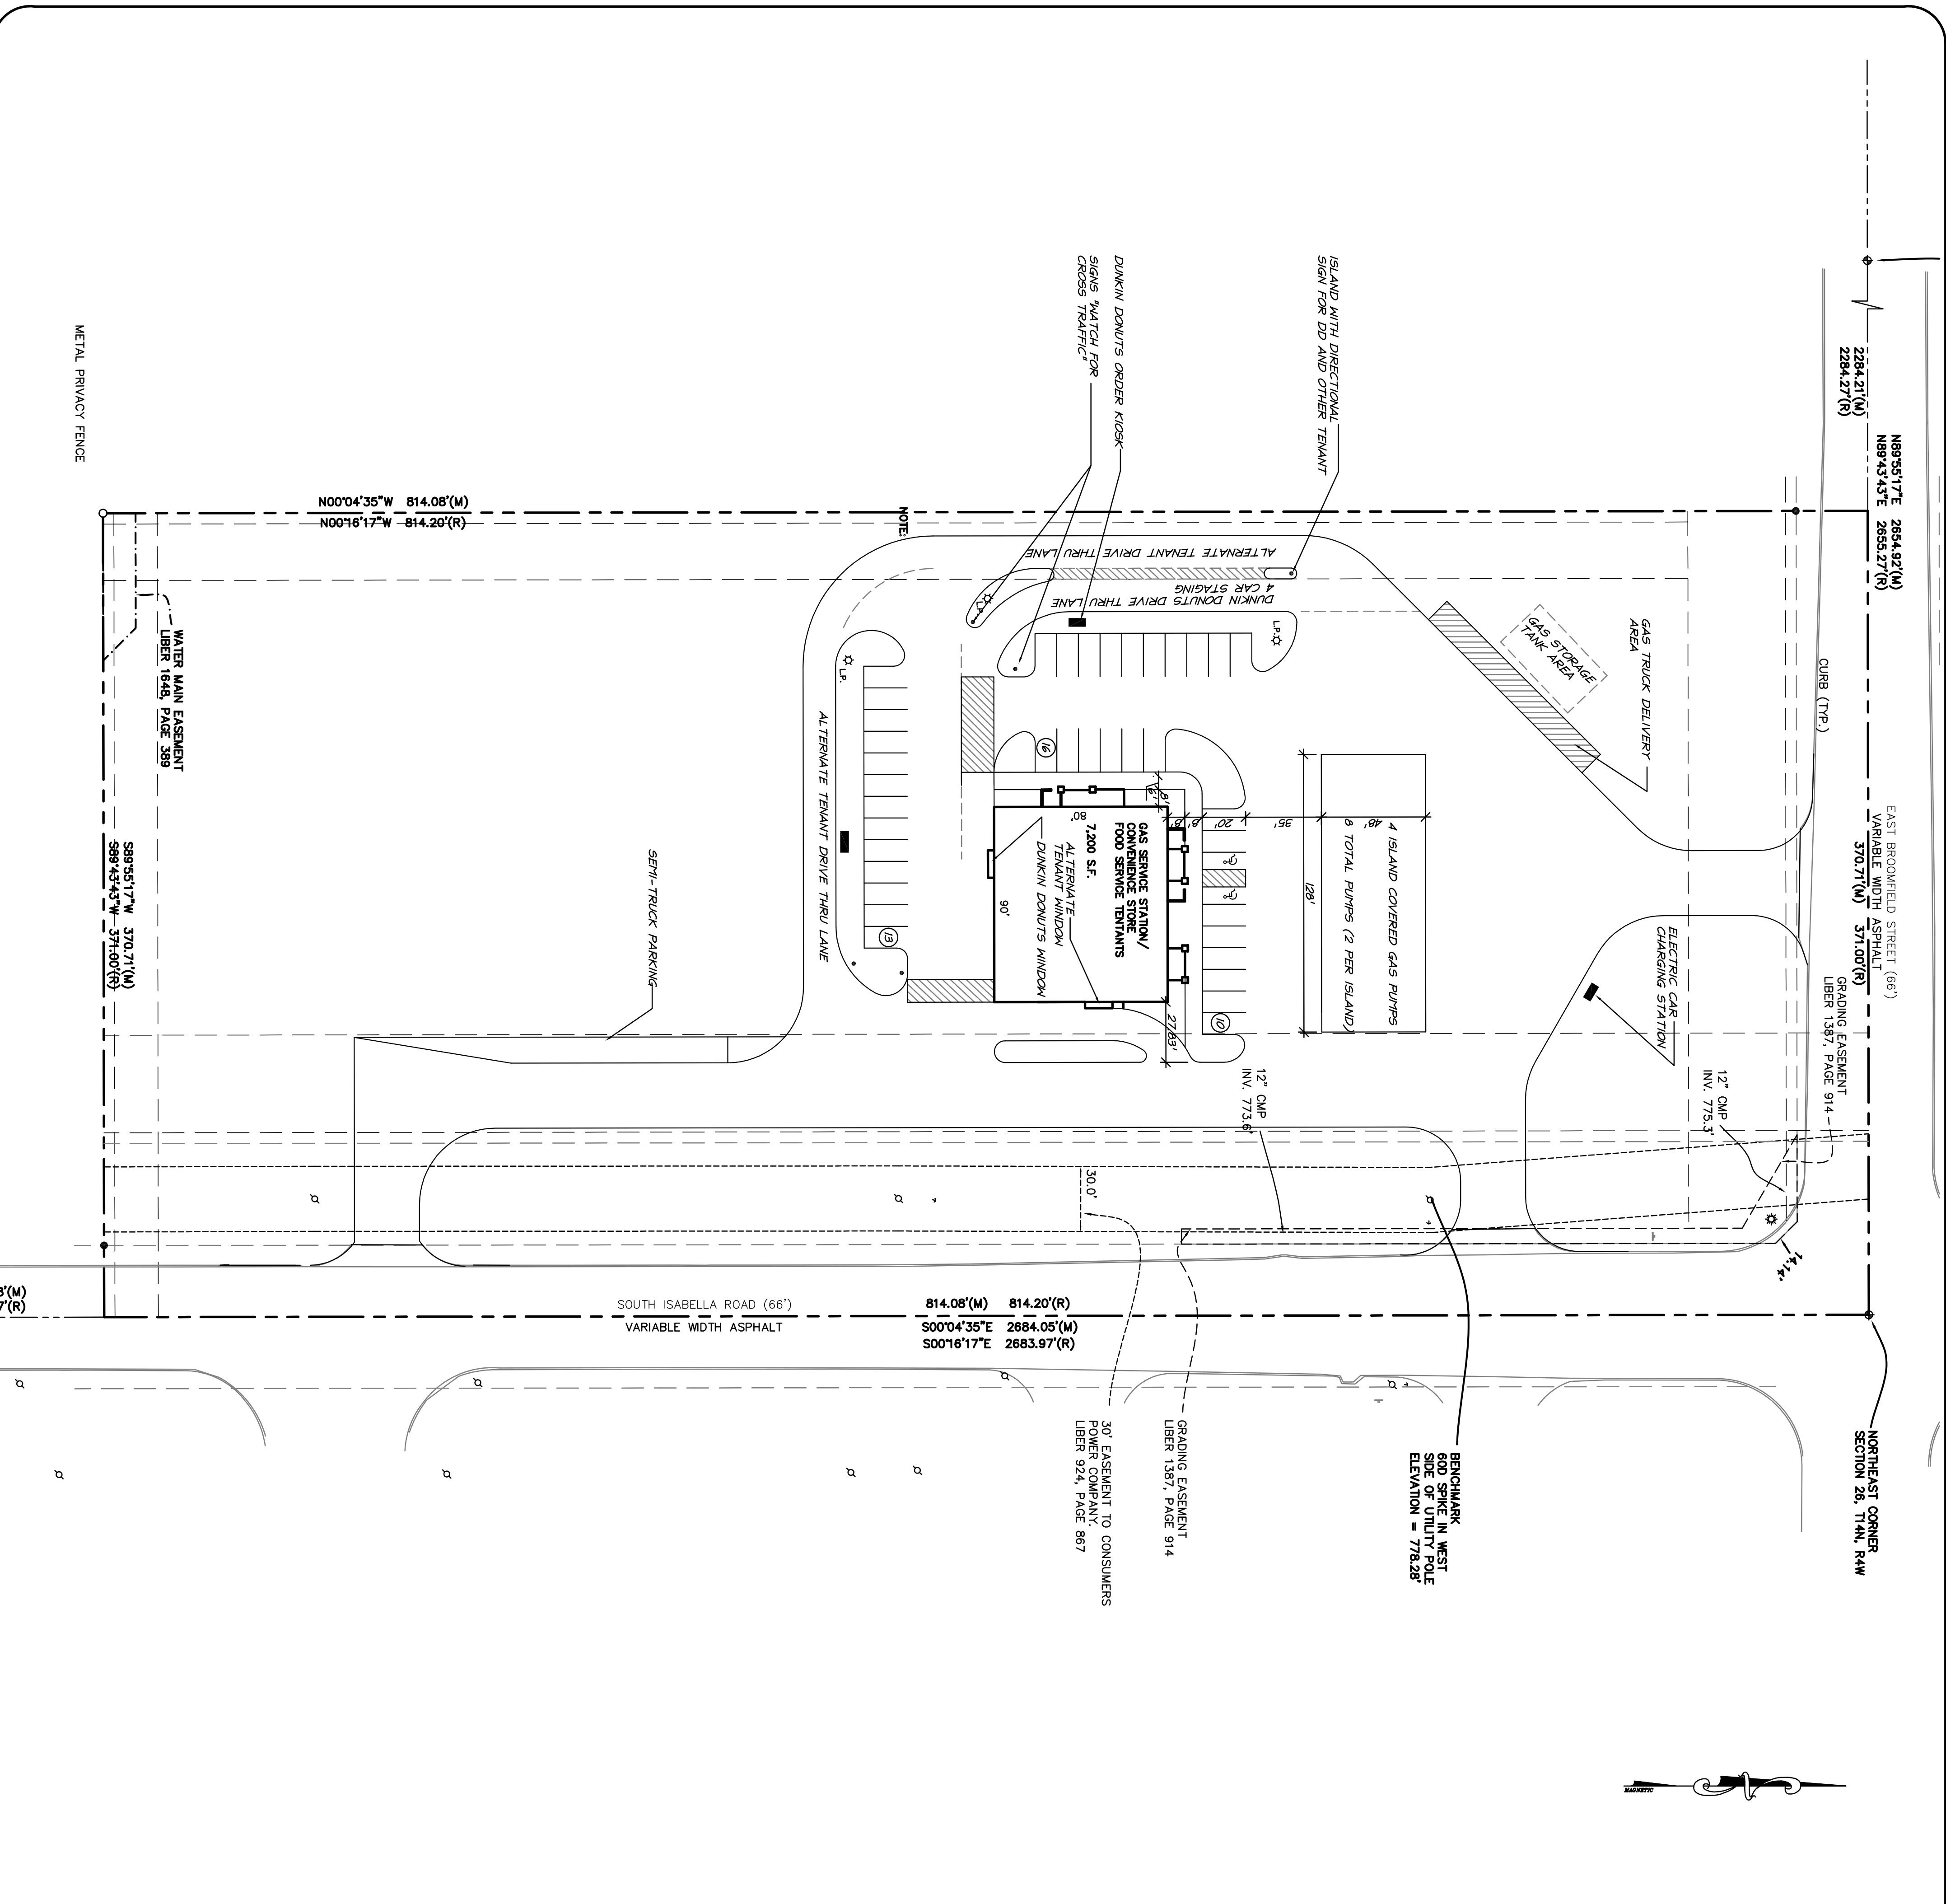 METAL PRIVACY FENCE
N00°04'35"W 814.08'(M)
N00°16'17"W 814.20'(R)
WATER MAIN EASEMENT
LIBER 1648, PAGE 389
S89°55'17"W 370.71'(M)
S89°43'43"W 371.00'(R)
NOTE:
SIGNS "WATCH FOR
CROSS TRAFFIC"
DUNKIN DONUTS ORDER KIOSK
ISLAND WITH DIRECTIONAL
SIGN FOR DD AND OTHER TENANT
ALTERNATE TENANT DRIVE THRU LANE
4 CAR STAGING
DUNKIN DONUTS DRIVE THRU LANE
L.P.
L.P.
L.P.
GAS STORAGE
TANK AREA
GAS TRUCK DELIVERY
AREA
CURB (TYP.)
2284.21'(M)
2284.27'(R)
N89°55'17"E 2654.92'(M)
N89°43'43"E 2655.27'(R)
EAST BROOMFIELD STREET (66')
VARIABLE WIDTH ASPHALT
370.71'(M) 371.00'(R)
GRADING EASEMENT
LIBER 1387, PAGE 914
ELECTRIC CAR
CHARGING STATION
12" CMP
INV. 775.3'
14.14'
ALTERNATE TENANT DRIVE THRU LANE
SEMI-TRUCK PARKING
16
13
10
GAS SERVICE STATION/
CONVENIENCE STORE
FOOD SERVICE TENTANTS
7,200 S.F.
80'
90'
ALTERNATE
TENANT WINDOW
DUNKIN DONUTS WINDOW
8'
8'
8'
20'
35'
48'
128'
27.83'
4 ISLAND COVERED GAS PUMPS
8 TOTAL PUMPS (2 PER ISLAND)
12" CMP
INV. 773.6'
30.0'
SOUTH ISABELLA ROAD (66')
VARIABLE WIDTH ASPHALT
814.08'(M) 814.20'(R)
S00°04'35"E 2684.05'(M)
S00°16'17"E 2683.97'(R)
30' EASEMENT TO CONSUMERS
POWER COMPANY.
LIBER 924, PAGE 867
GRADING EASEMENT
LIBER 1387, PAGE 914
BENCHMARK
60D SPIKE IN WEST
SIDE OF UTILITY POLE
ELEVATION = 778.28'
NORTHEAST CORNER
SECTION 26, T14N, R4W
MAGNETIC